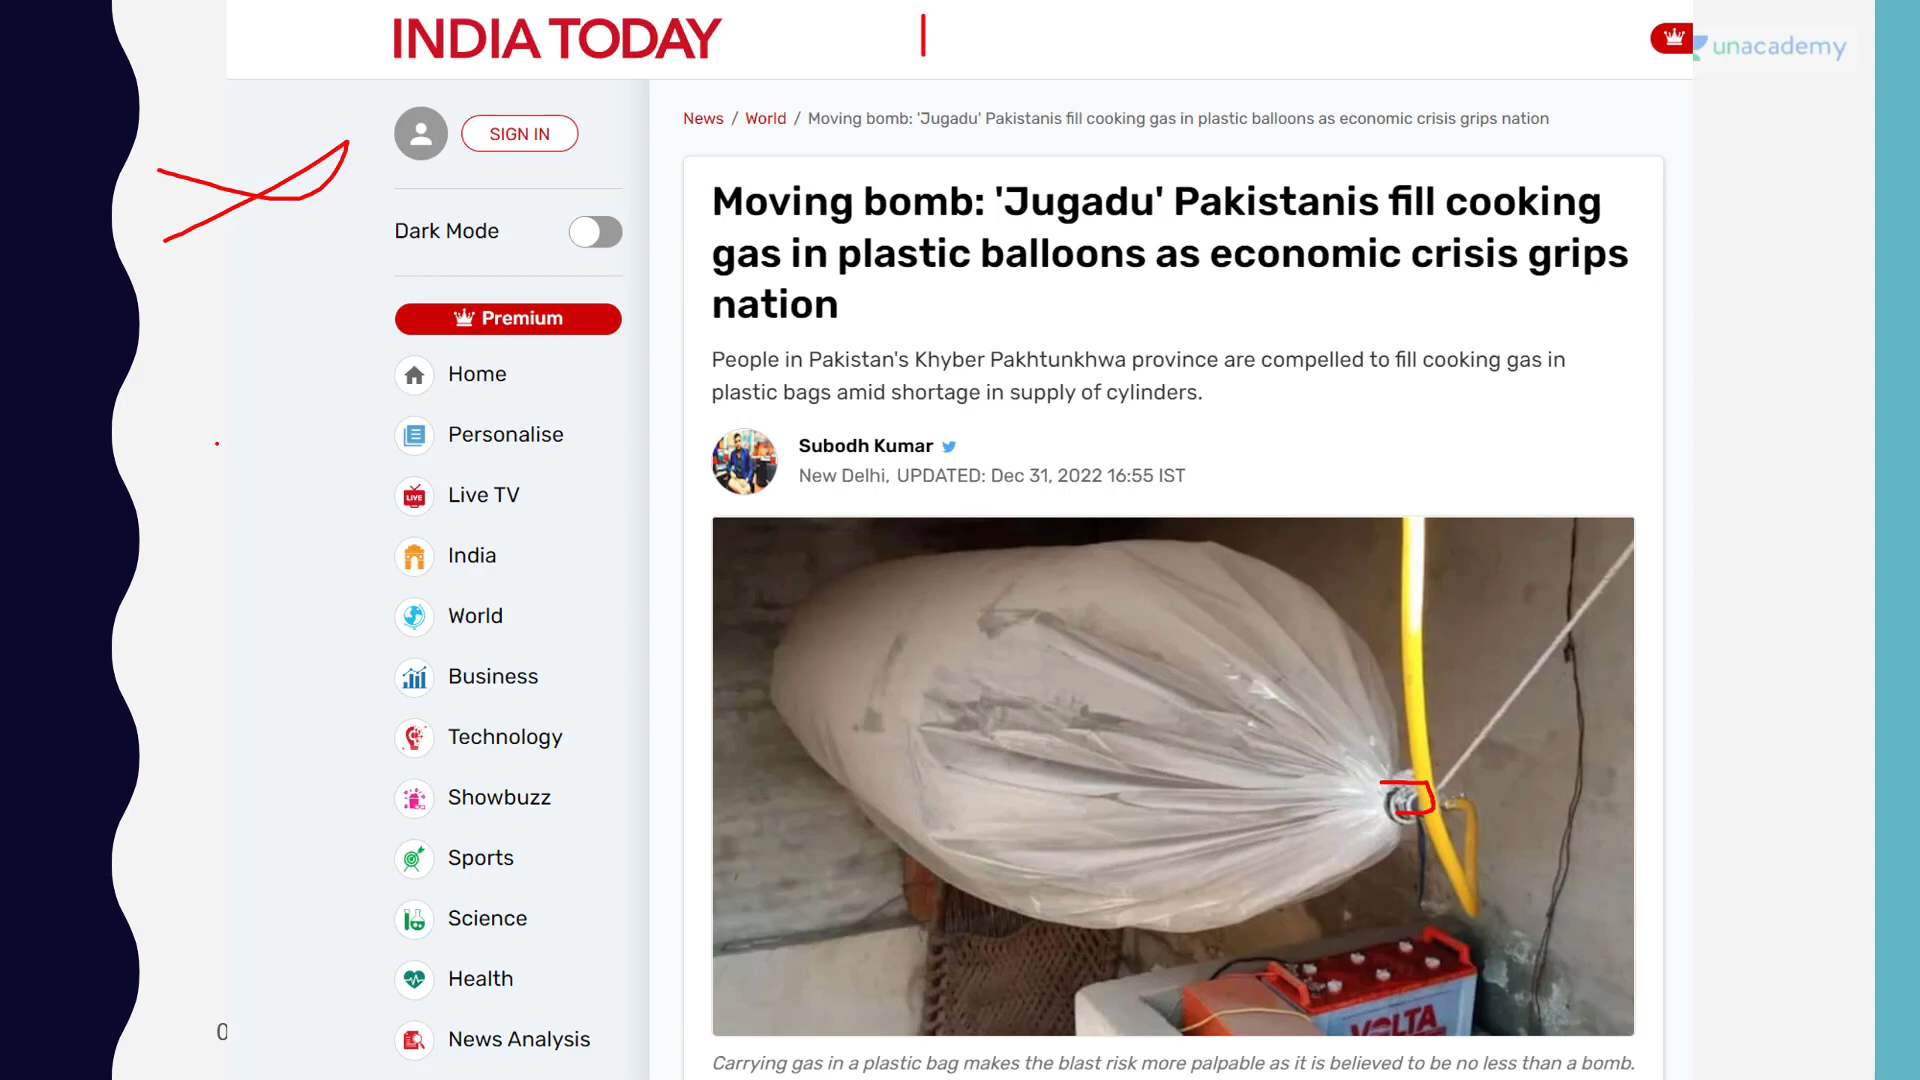 INDIA TODAY
unacademy
SIGN IN
Dark Mode
Premium
Home
Personalise
LIVE
Live TV
India
World
Business
Technology
Showbuzz
Sports
Science
Health
News Analysis
0
News / World / Moving bomb: 'Jugadu' Pakistanis fill cooking gas in plastic balloons as economic crisis grips nation
Moving bomb: 'Jugadu' Pakistanis fill cooking
gas in plastic balloons as economic crisis grips
nation
People in Pakistan's Khyber Pakhtunkhwa province are compelled to fill cooking gas in
plastic bags amid shortage in supply of cylinders.
Subodh Kumar
New Delhi, UPDATED: Dec 31, 2022 16:55 IST
VOLTA
Carrying gas in a plastic bag makes the blast risk more palpable as it is believed to be no less than a bomb.